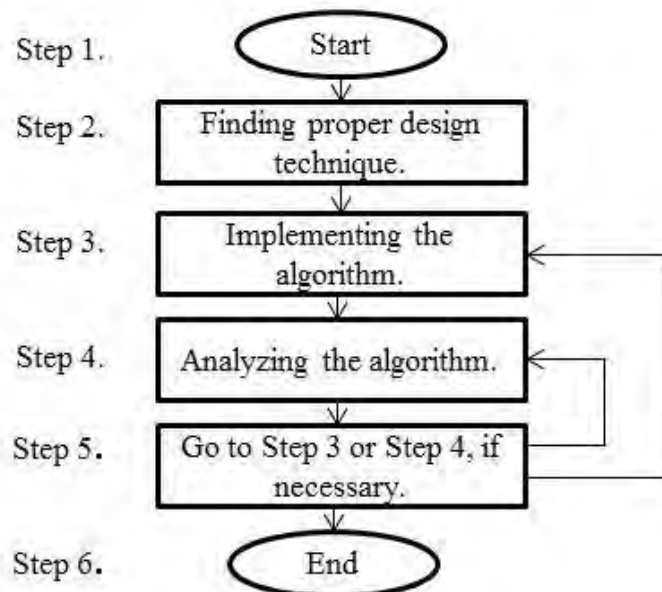 Step 1.
Start
Step 2.
Finding proper design
technique.
Step 3.
Implementing the
algorithm.
Step 4.
Analyzing the algorithm.
Step 5.
Go to Step 3 or Step 4, if
necessary.
Step 6.
End